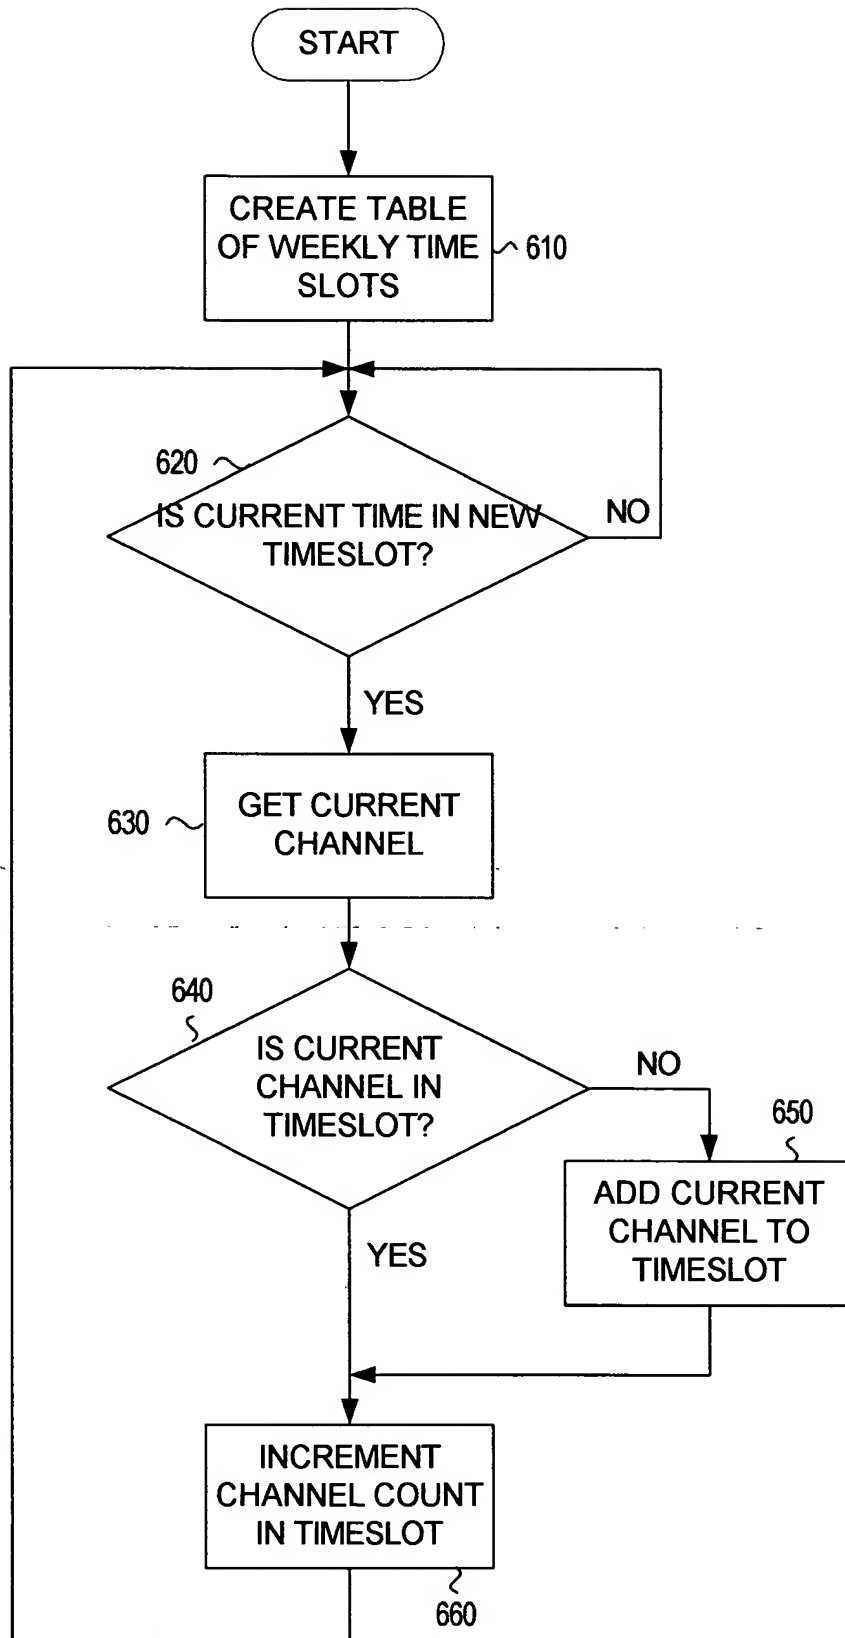 START
CREATE TABLE
OF WEEKLY TIME
SLOTS
610
620
IS CURRENT TIME IN NEW
TIMESLOT?
NO
YES
GET CURRENT
CHANNEL
630
640
IS CURRENT
CHANNEL IN
TIMESLOT?
NO
650
ADD CURRENT
CHANNEL TO
TIMESLOT
YES
INCREMENT
CHANNEL COUNT
IN TIMESLOT
660